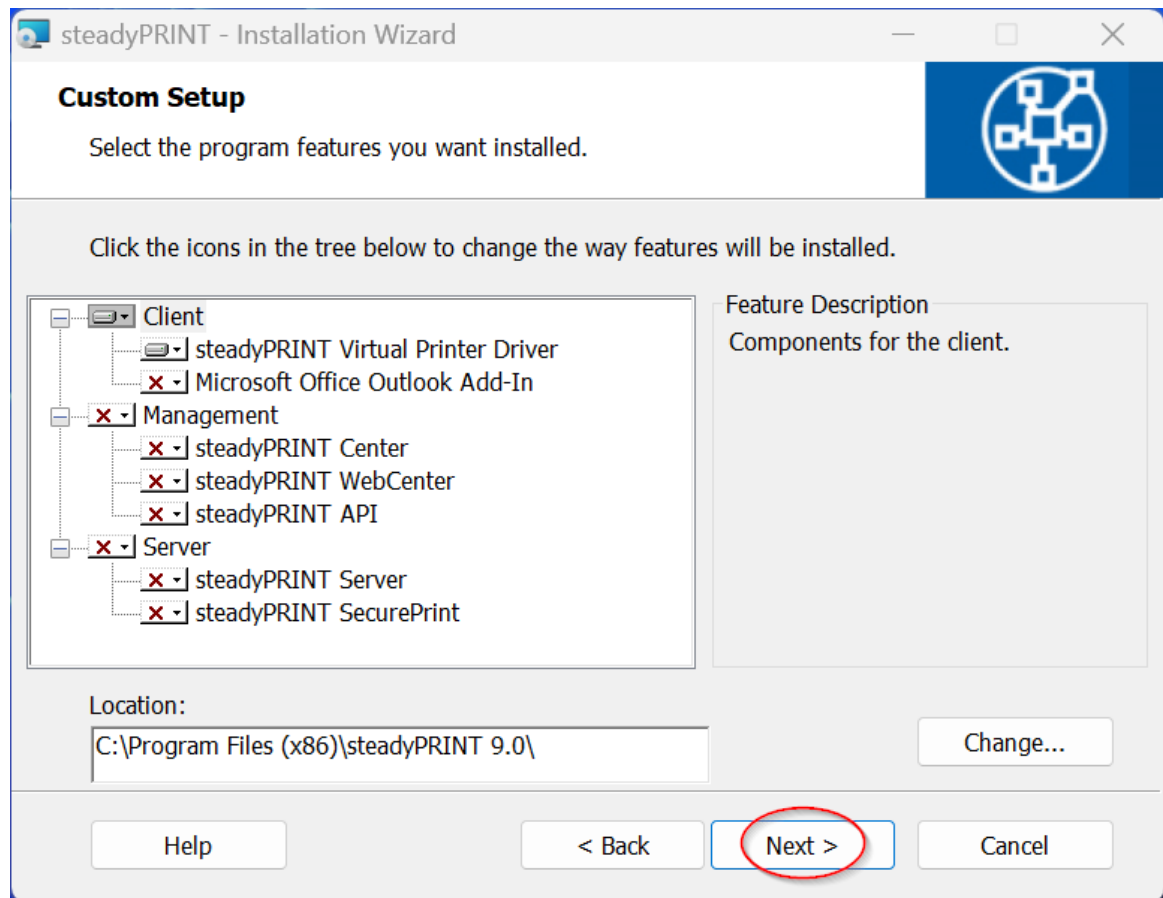 steadyPRINT - Installation Wizard
Custom Setup
Select the program features you want installed.
Click the icons in the tree below to change the way features will be installed.
Client
steadyPRINT Virtual Printer Driver
Microsoft Office Outlook Add-In
Management
steadyPRINT Center
steadyPRINT WebCenter
steadyPRINT API
Server
steadyPRINT Server
steadyPRINT SecurePrint
Feature Description
Components for the client.
Location:
C:\Program Files (x86)\steadyPRINT 9.0\
Change...
Help
< Back
Next >
Cancel